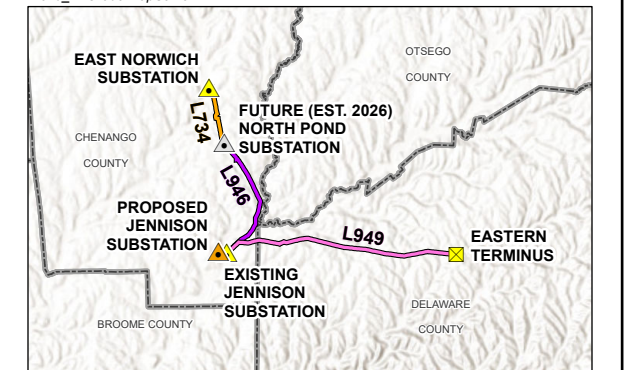 EAST NORWICH
SUBSTATION
OTSEGO
COUNTY
L734
FUTURE (EST. 2026)
NORTH POND
SUBSTATION
CHENANGO
COUNTY
L946
PROPOSED
JENNISON
SUBSTATION
L949
EASTERN
TERMINUS
EXISTING
JENNISON
SUBSTATION
DELAWARE
COUNTY
BROOME COUNTY